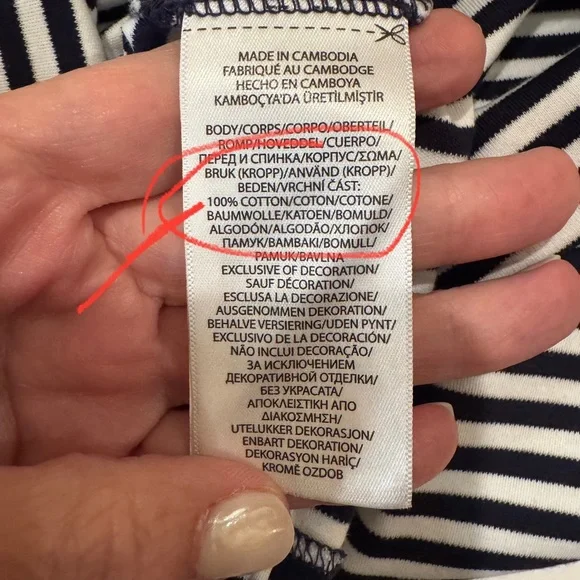 MADE IN CAMBODIA
FABRIQUÉ AU CAMBODGE
HECHO EN CAMBOYA
KAMBOÇYA'DA ÜRETİLMİŞTİR
BODY/CORPS/CORPO/OBERTEIL/
ROMP/HOVEDDEL/CUERPO/
ПЕРЕД И СПИНКА/КОРПУС/ΣΩΜΑ/
BRUK (KROPP)/ANVÄND (KROPP)/
BEDEN/VRCHNÍ ČÁST:
100% COTTON/COTON/COTONE/
BAUMWOLLE/KATOEN/BOMULD/
ALGODÓN/ALGODÃO/ХЛОПОК/
ПАМУК/ΒΑΜΒΑΚΙ/BOMULL/
PAMUK/BAVLNA
EXCLUSIVE OF DECORATION/
SAUF DÉCORATION/
ESCLUSA LA DECORAZIONE/
AUSGENOMMEN DEKORATION/
BEHALVE VERSIERING/UDEN PYNT/
EXCLUSIVO DE LA DECORACIÓN/
NÃO INCLUI DECORAÇÃO/
ЗА ИСКЛЮЧЕНИЕМ
ДЕКОРАТИВНОЙ ОТДЕЛКИ/
БЕЗ УКРАСАТА/
ΑΠΟΚΛΕΙΣΤΙΚΗ ΑΠΟ
ΔΙΑΚΟΣΜΗΣΗ/
UTELUKKER DEKORASJON/
ENBART DEKORATION/
DEKORASYON HARİÇ/
KROMĚ OZDOB